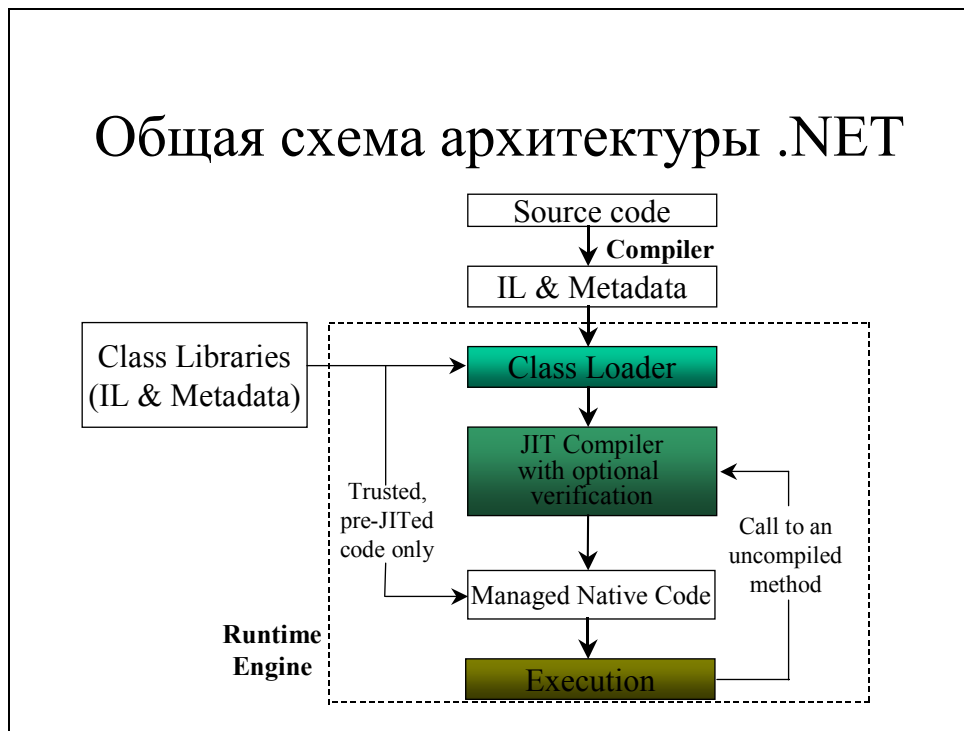 Общая схема архитектуры .NET
Source code
Compiler
IL & Metadata
Class Libraries
(IL & Metadata)
Class Loader
JIT Compiler
with optional
verification
Trusted,
pre-JITed
code only
Call to an
uncompiled
method
Managed Native Code
Runtime
Engine
Execution